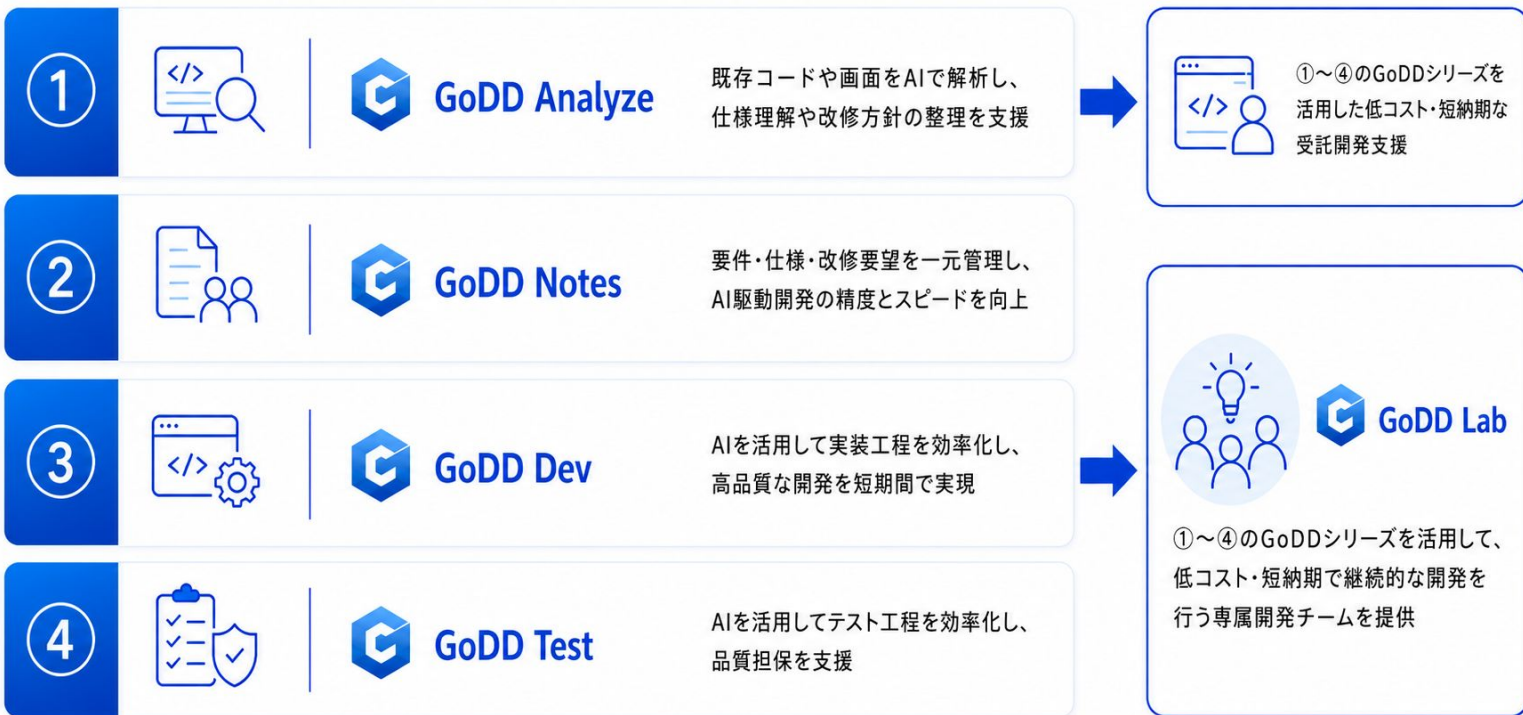 ①
</>
GoDD Analyze
既存コードや画面をAIで解析し、
仕様理解や改修方針の整理を支援
②
GoDD Notes
要件・仕様・改修要望を一元管理し、
AI駆動開発の精度とスピードを向上
③
</>
GoDD Dev
AIを活用して実装工程を効率化し、
高品質な開発を短期間で実現
④
GoDD Test
AIを活用してテスト工程を効率化し、
品質担保を支援
</>
①〜④のGoDDシリーズを
活用した低コスト・短納期な
受託開発支援
GoDD Lab
①〜④のGoDDシリーズを活用して、
低コスト・短納期で継続的な開発を
行う専属開発チームを提供